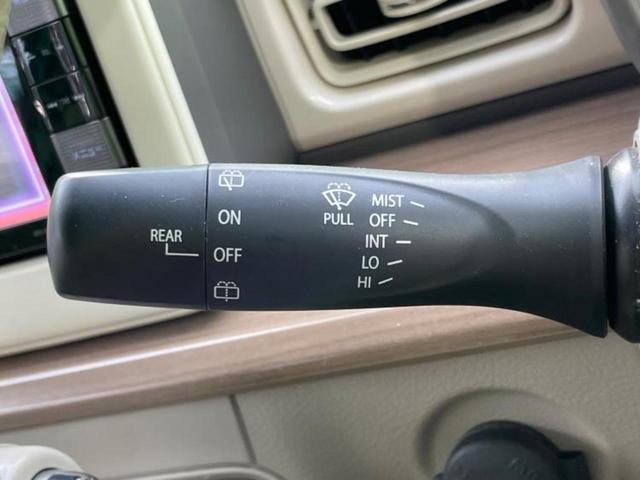 REAR
ON
OFF
PULL
MIST
OFF
INT
LO
HI